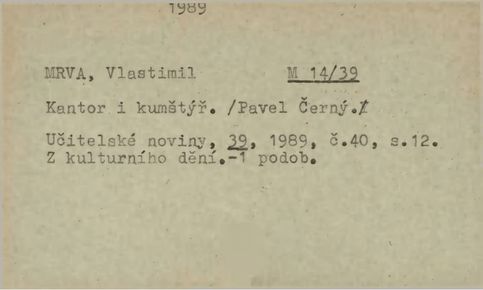 1989
MRVA, Vlastimil M 14/39
Kantor i kumštýř. /Pavel Černý./
Učitelské noviny, 39, 1989, č.40, s.12.
Z kulturního dění.-1 podob.